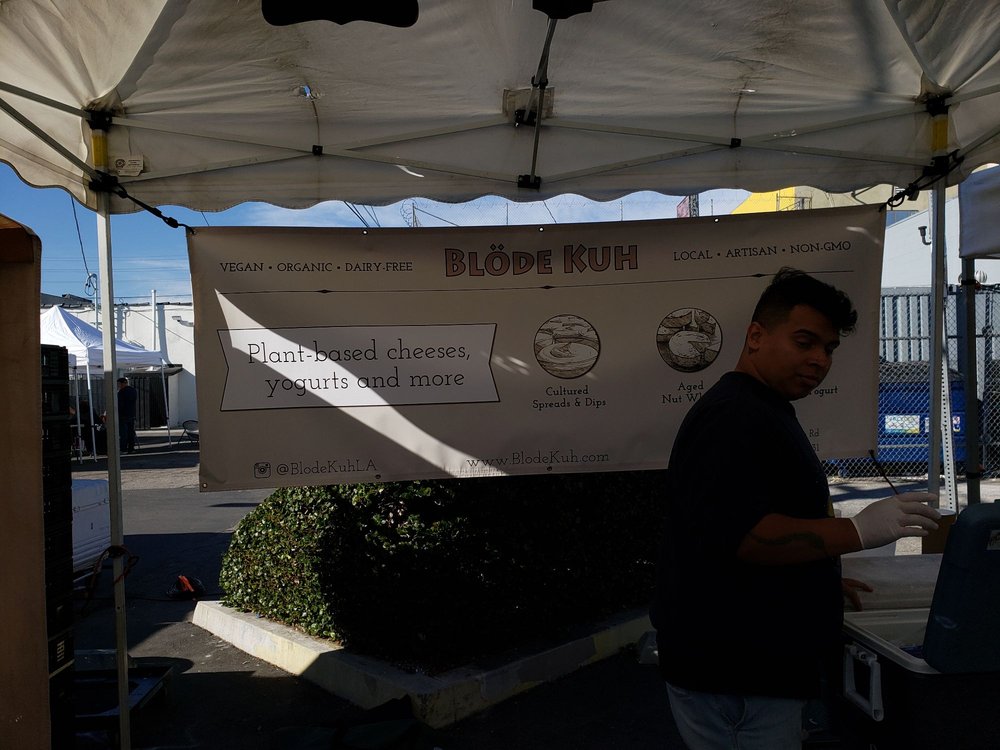 VEGAN • ORGANIC • DAIRY-FREE
BLÖDE KUH
LOCAL • ARTISAN • NON-GMO
Plant-based cheeses,
yogurts and more
Cultured
Spreads & Dips
Aged
Nut
@BlodeKuhLA
www.BlodeKuh.com
Rd